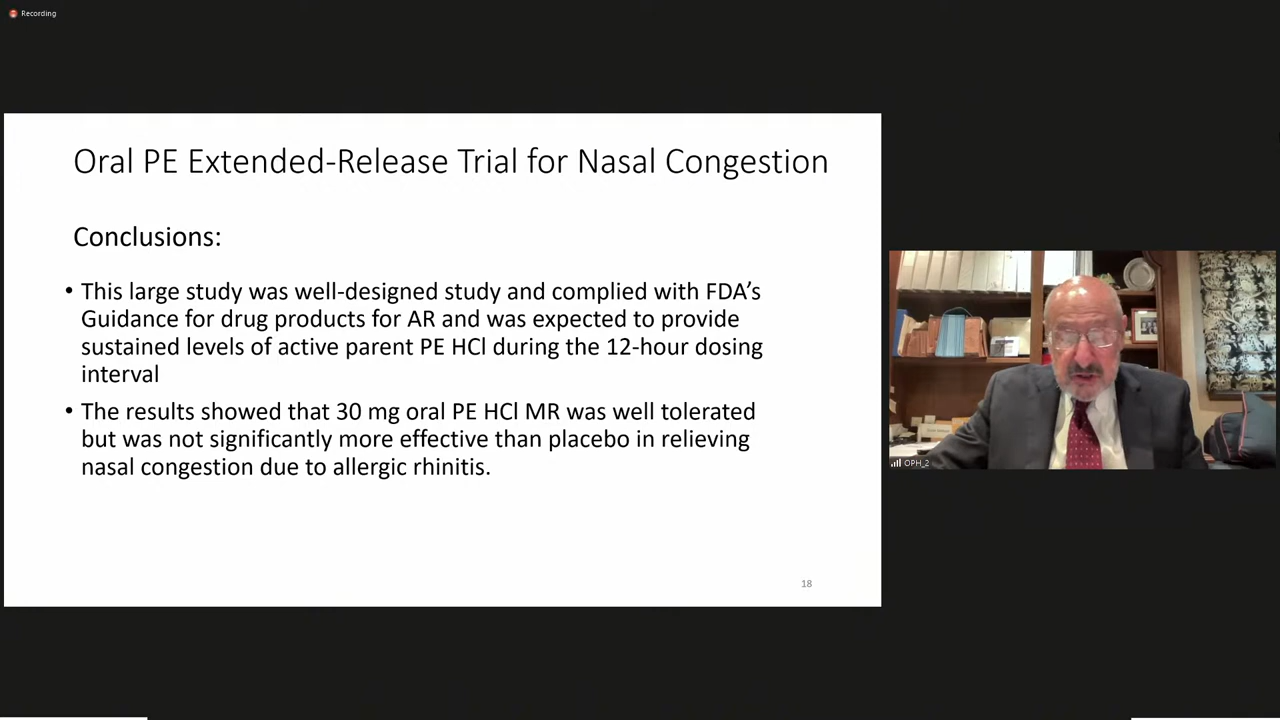 Recording
Oral PE Extended-Release Trial for Nasal Congestion
Conclusions:
• This large study was well-designed study and complied with FDA’s
Guidance for drug products for AR and was expected to provide
sustained levels of active parent PE HCl during the 12-hour dosing
interval
• The results showed that 30 mg oral PE HCl MR was well tolerated
but was not significantly more effective than placebo in relieving
nasal congestion due to allergic rhinitis.
18
OPH_2